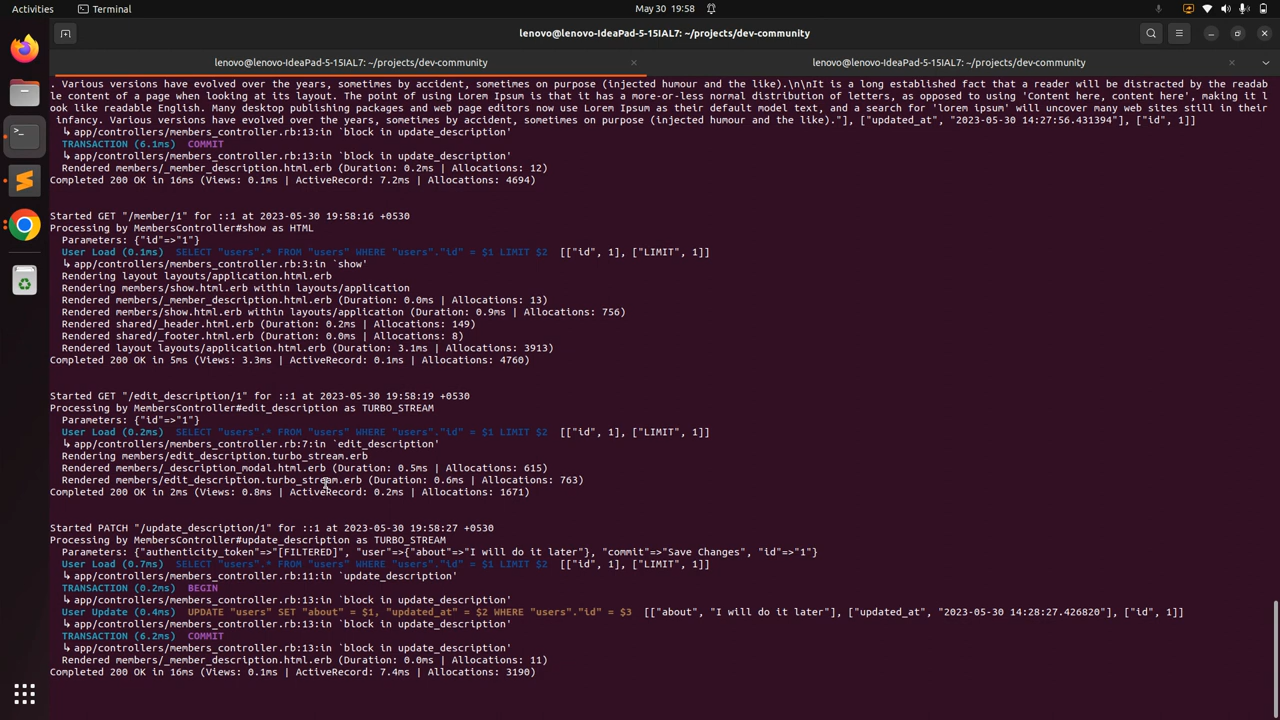 Activities
Terminal
May 30 19:58
lenovo@lenovo-IdeaPad-5-15IAL7: ~/projects/dev-community
lenovo@lenovo-IdeaPad-5-15IAL7: ~/projects/dev-community
lenovo@lenovo-IdeaPad-5-15IAL7: ~/projects/dev-community
. Various versions have evolved over the years, sometimes by accident, sometimes on purpose (injected humour and the like).\n\nIt is a long established fact that a reader will be distracted by the readab
le content of a page when looking at its layout. The point of using Lorem Ipsum is that it has a more-or-less normal distribution of letters, as opposed to using 'Content here, content here', making it l
ook like readable English. Many desktop publishing packages and web page editors now use Lorem Ipsum as their default model text, and a search for 'lorem ipsum' will uncover many web sites still in their
infancy. Various versions have evolved over the years, sometimes by accident, sometimes on purpose (injected humour and the like)."], ["updated_at", "2023-05-30 14:27:56.431394"], ["id", 1]]
↳ app/controllers/members_controller.rb:13:in `block in update_description'
TRANSACTION (6.1ms)  COMMIT
↳ app/controllers/members_controller.rb:13:in `block in update_description'
Rendered members/_member_description.html.erb (Duration: 0.2ms | Allocations: 12)
Completed 200 OK in 16ms (Views: 0.1ms | ActiveRecord: 7.2ms | Allocations: 4694)
Started GET "/member/1" for ::1 at 2023-05-30 19:58:16 +0530
Processing by MembersController#show as HTML
Parameters: {"id"=>"1"}
User Load (0.1ms)  SELECT "users".* FROM "users" WHERE "users"."id" = $1 LIMIT $2  [["id", 1], ["LIMIT", 1]]
↳ app/controllers/members_controller.rb:3:in `show'
Rendering layout layouts/application.html.erb
Rendering members/show.html.erb within layouts/application
Rendered members/_member_description.html.erb (Duration: 0.0ms | Allocations: 13)
Rendered members/show.html.erb within layouts/application (Duration: 0.9ms | Allocations: 756)
Rendered shared/_header.html.erb (Duration: 0.2ms | Allocations: 149)
Rendered shared/_footer.html.erb (Duration: 0.0ms | Allocations: 8)
Rendered layout layouts/application.html.erb (Duration: 3.1ms | Allocations: 3913)
Completed 200 OK in 5ms (Views: 3.3ms | ActiveRecord: 0.1ms | Allocations: 4760)
Started GET "/edit_description/1" for ::1 at 2023-05-30 19:58:19 +0530
Processing by MembersController#edit_description as TURBO_STREAM
Parameters: {"id"=>"1"}
User Load (0.2ms)  SELECT "users".* FROM "users" WHERE "users"."id" = $1 LIMIT $2  [["id", 1], ["LIMIT", 1]]
↳ app/controllers/members_controller.rb:7:in `edit_description'
Rendering members/edit_description.turbo_stream.erb
Rendered members/_description_modal.html.erb (Duration: 0.5ms | Allocations: 615)
Rendered members/edit_description.turbo_stream.erb (Duration: 0.6ms | Allocations: 763)
Completed 200 OK in 2ms (Views: 0.8ms | ActiveRecord: 0.2ms | Allocations: 1671)
Started PATCH "/update_description/1" for ::1 at 2023-05-30 19:58:27 +0530
Processing by MembersController#update_description as TURBO_STREAM
Parameters: {"authenticity_token"=>"[FILTERED]", "user"=>{"about"=>"I will do it later"}, "commit"=>"Save Changes", "id"=>"1"}
User Load (0.7ms)  SELECT "users".* FROM "users" WHERE "users"."id" = $1 LIMIT $2  [["id", 1], ["LIMIT", 1]]
↳ app/controllers/members_controller.rb:11:in `update_description'
TRANSACTION (0.2ms)  BEGIN
↳ app/controllers/members_controller.rb:13:in `block in update_description'
User Update (0.4ms)  UPDATE "users" SET "about" = $1, "updated_at" = $2 WHERE "users"."id" = $3  [["about", "I will do it later"], ["updated_at", "2023-05-30 14:28:27.426820"], ["id", 1]]
↳ app/controllers/members_controller.rb:13:in `block in update_description'
TRANSACTION (6.2ms)  COMMIT
↳ app/controllers/members_controller.rb:13:in `block in update_description'
Rendered members/_member_description.html.erb (Duration: 0.0ms | Allocations: 11)
Completed 200 OK in 16ms (Views: 0.1ms | ActiveRecord: 7.4ms | Allocations: 3190)